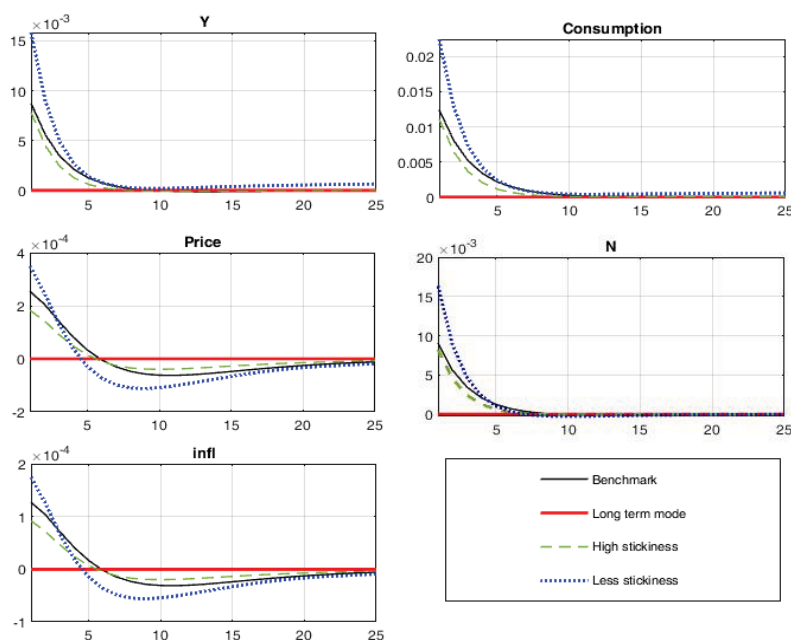 Y
×10⁻³
15
10
5
0
5 10 15 20 25
Consumption
0.02
0.015
0.01
0.005
0
5 10 15 20 25
Price
×10⁻⁴
4
2
0
-2
5 10 15 20 25
N
×10⁻³
20
15
10
5
0
5 10 15 20 25
infl
×10⁻⁴
2
1
0
-1
5 10 15 20 25
Benchmark
Long term mode
High stickiness
Less stickiness